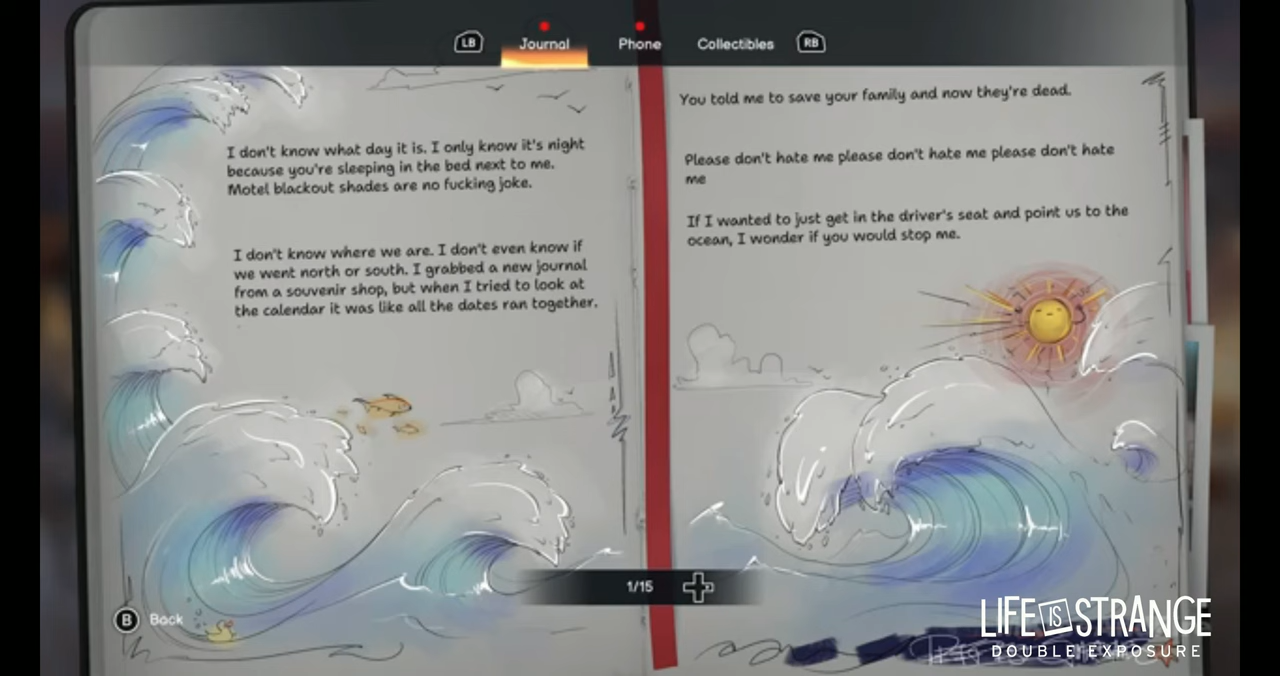 LB
Journal
Phone
Collectibles
RB
I don't know what day it is. I only know it's night
because you're sleeping in the bed next to me.
Motel blackout shades are no fucking joke.
I don't know where we are. I don't even know if
we went north or south. I grabbed a new journal
from a souvenir shop, but when I tried to look at
the calendar it was like all the dates ran together.
You told me to save your family and now they're dead.
Please don't hate me please don't hate me please don't hate
me
If I wanted to just get in the driver's seat and point us to the
ocean, I wonder if you would stop me.
1/15
B Back
LIFE IS STRANGE
DOUBLE EXPOSURE